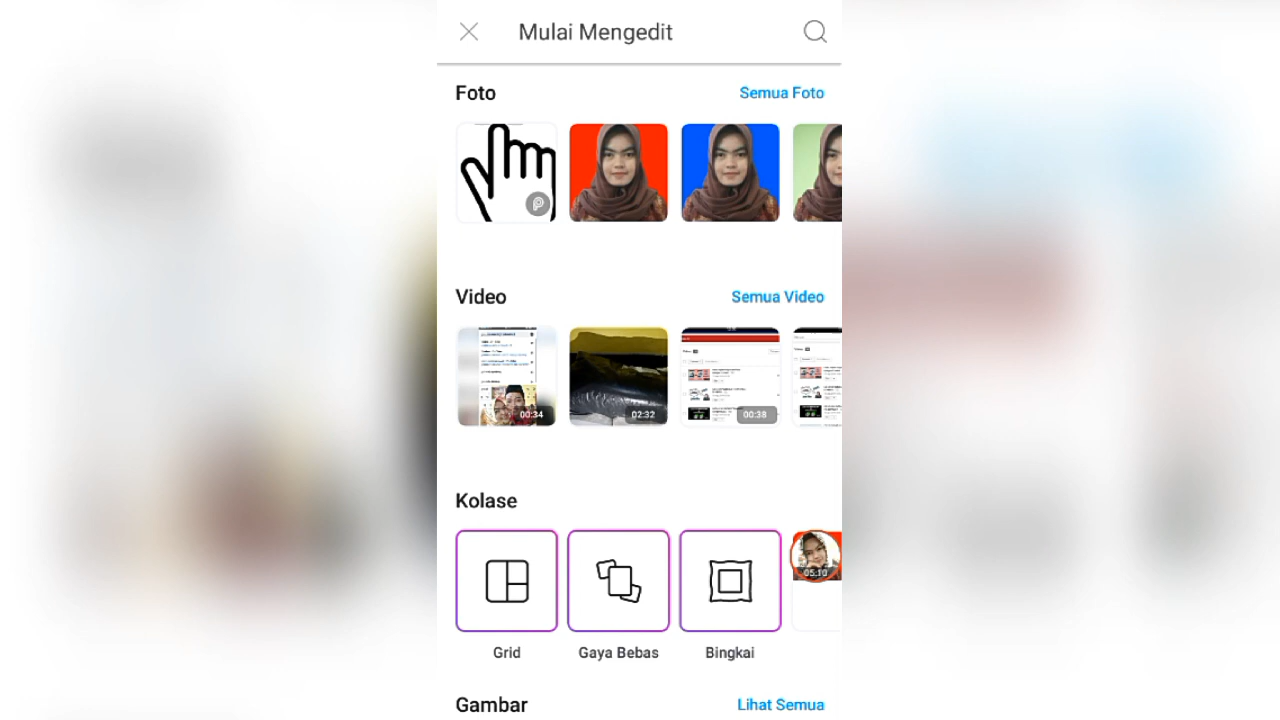 Mulai Mengedit
Foto
Semua Foto
Video
Semua Video
00:34
02:32
00:38
Kolase
05:10
Grid
Gaya Bebas
Bingkai
Gambar
Lihat Semua